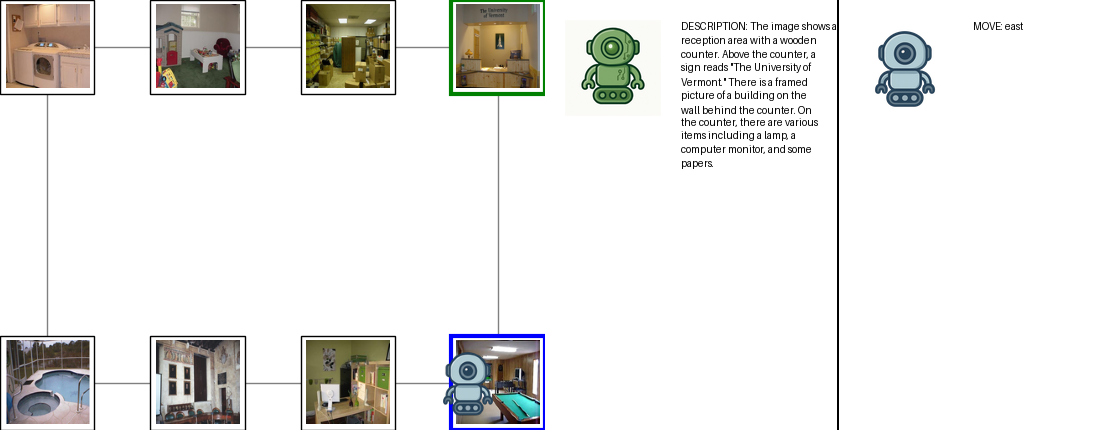 The University
of Vermont
DESCRIPTION: The image shows a
reception area with a wooden
counter. Above the counter, a
sign reads "The University of
Vermont." There is a framed
picture of a building on the
wall behind the counter. On
the counter, there are various
items including a lamp, a
computer monitor, and some
papers.
MOVE: east